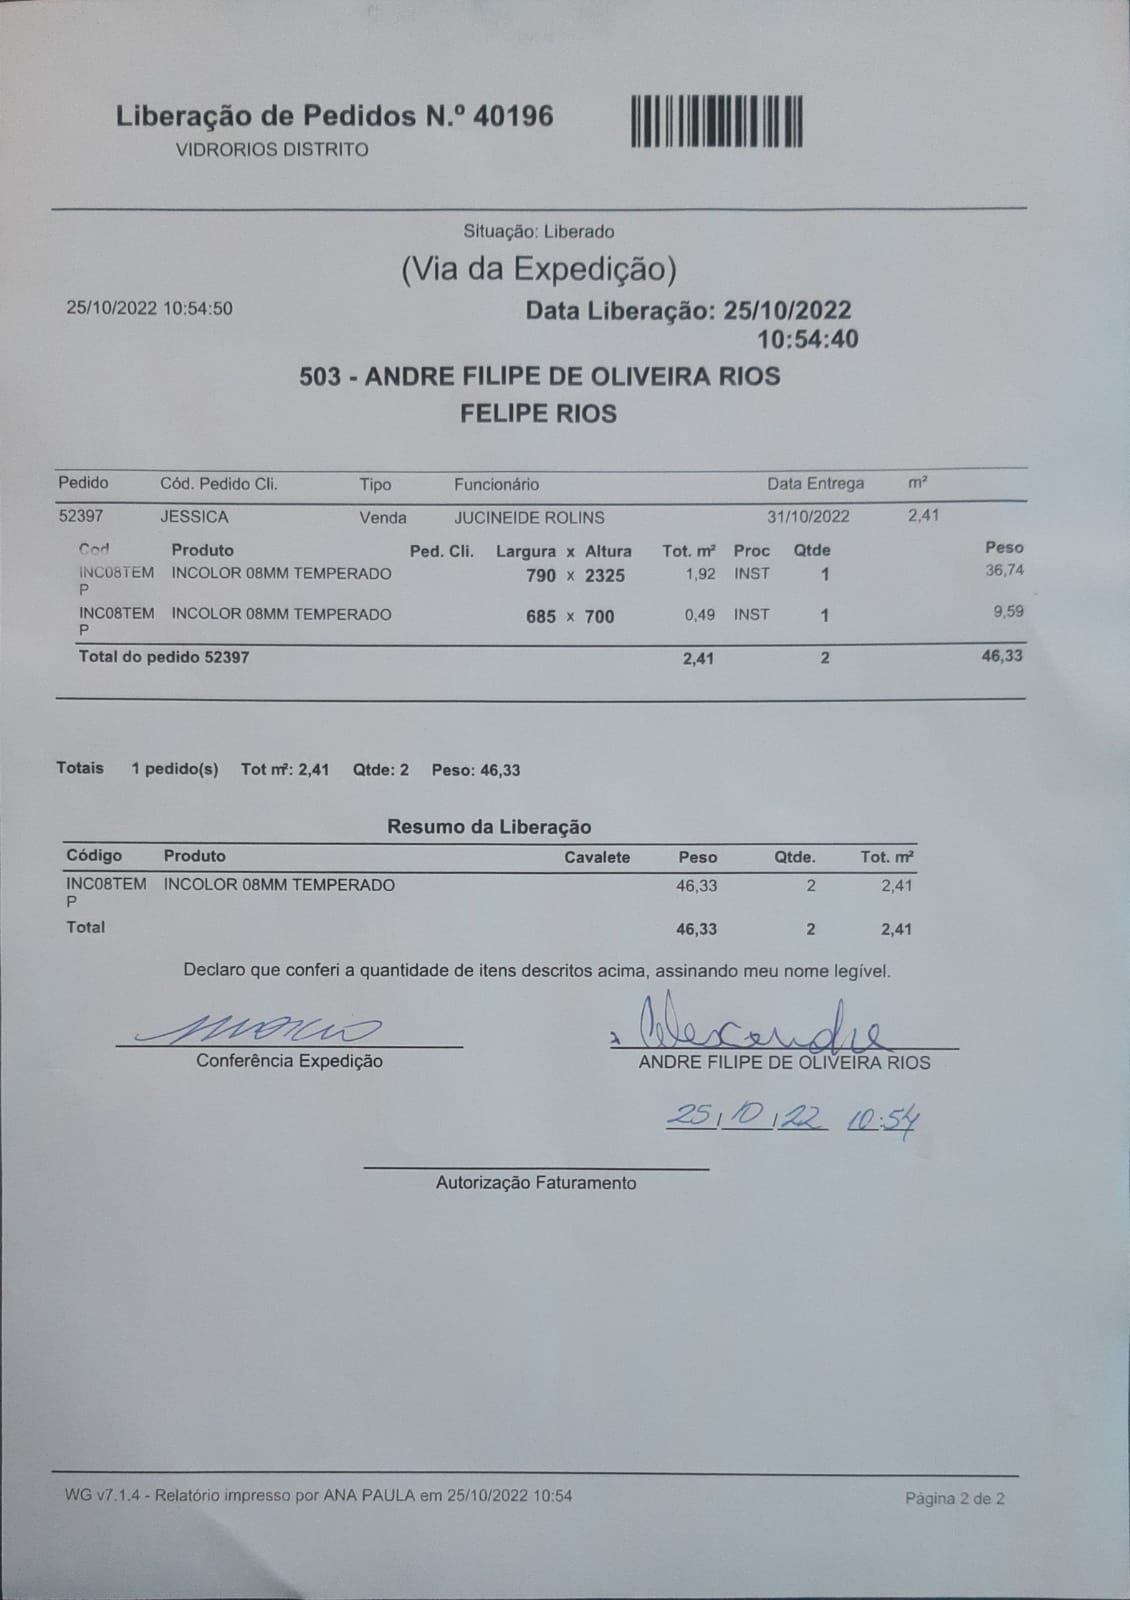 Liberação de Pedidos N.º 40196
VIDRORIOS DISTRITO
Situação: Liberado
(Via da Expedição)
25/10/2022 10:54:50
Data Liberação: 25/10/2022
10:54:40
503 - ANDRE FILIPE DE OLIVEIRA RIOS
FELIPE RIOS
Pedido Cód. Pedido Cli. Tipo Funcionário Data Entrega m²
52397 JESSICA Venda JUCINEIDE ROLINS 31/10/2022 2,41
Cod Produto Ped. Cli. Largura x Altura Tot. m² Proc Qtde Peso
INC08TEM INCOLOR 08MM TEMPERADO 790 x 2325 1,92 INST 1 36,74
P
INC08TEM INCOLOR 08MM TEMPERADO 685 x 700 0,49 INST 1 9,59
P
Total do pedido 52397 2,41 2 46,33
Totais 1 pedido(s) Tot m²: 2,41 Qtde: 2 Peso: 46,33
Resumo da Liberação
Código Produto Cavalete Peso Qtde. Tot. m²
INC08TEM INCOLOR 08MM TEMPERADO 46,33 2 2,41
P
Total 46,33 2 2,41
Declaro que conferi a quantidade de itens descritos acima, assinando meu nome legível.
Alexandre
Conferência Expedição ANDRE FILIPE DE OLIVEIRA RIOS
25/10/22 10:54
Autorização Faturamento
WG v7.1.4 - Relatório impresso por ANA PAULA em 25/10/2022 10:54 Página 2 de 2